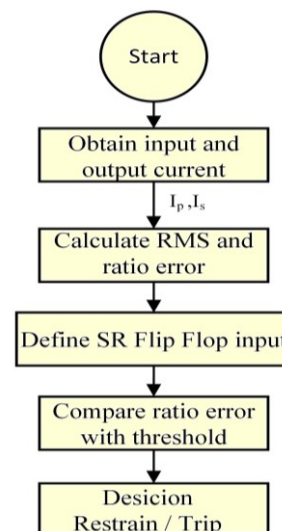 Start
Obtain input and
output current
Iₚ ,Iₛ
Calculate RMS and
ratio error
Define SR Flip Flop input
Compare ratio error
with threshold
Desicion
Restrain / Trip